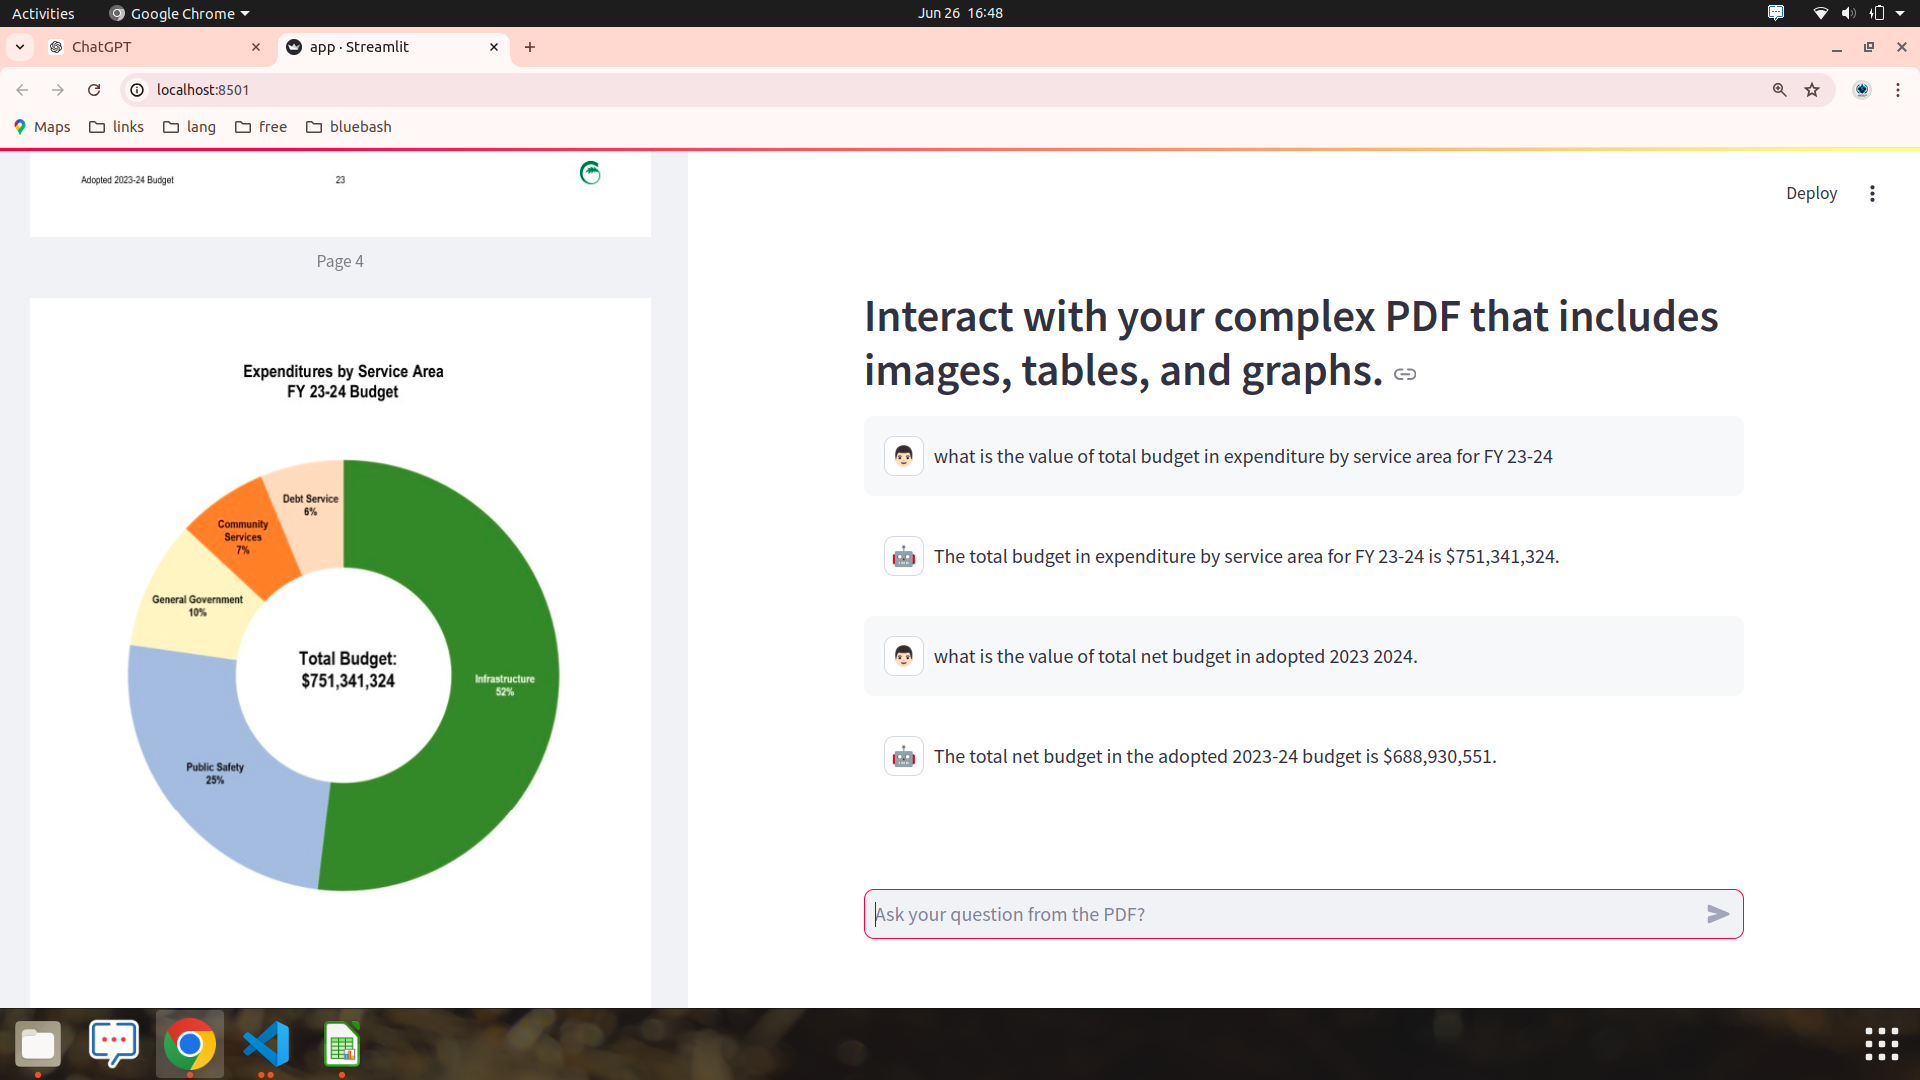 Activities
Google Chrome
Jun 26 16:48
ChatGPT
app · Streamlit
localhost:8501
Maps
links
lang
free
bluebash
Adopted 2023-24 Budget
23
Page 4
Expenditures by Service Area
FY 23-24 Budget
Debt Service
6%
Community
Services
7%
General Government
10%
Total Budget:
$751,341,324
Infrastructure
52%
Public Safety
25%
Deploy
Interact with your complex PDF that includes
images, tables, and graphs.
what is the value of total budget in expenditure by service area for FY 23-24
The total budget in expenditure by service area for FY 23-24 is $751,341,324.
what is the value of total net budget in adopted 2023 2024.
The total net budget in the adopted 2023-24 budget is $688,930,551.
Ask your question from the PDF?